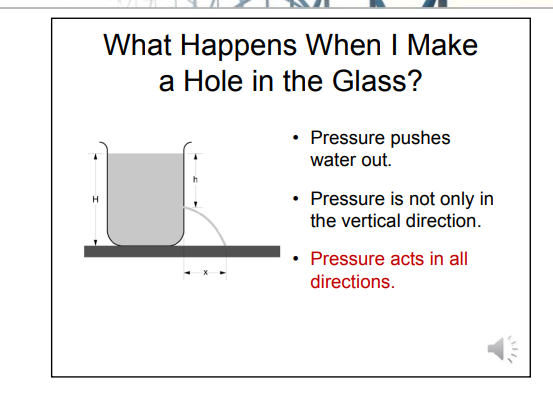 What Happens When I Make
a Hole in the Glass?
• Pressure pushes
water out.
• Pressure is not only in
the vertical direction.
• Pressure acts in all
directions.
H
h
x